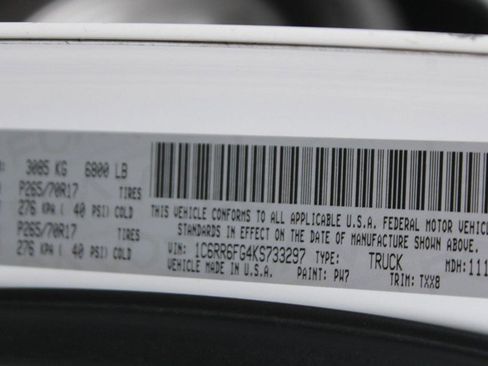 3085 KG 6800 LB
P265/70R17 TIRES
276 KPA ( 40 PSI) COLD
P265/70R17 TIRES
276 KPA ( 40 PSI) COLD
THIS VEHICLE CONFORMS TO ALL APPLICABLE U.S.A. FEDERAL MOTOR VEHIC
STANDARDS IN EFFECT ON THE DATE OF MANUFACTURE SHOWN ABOVE.
VIN: 1C6RR6FG4KS733297 TYPE: TRUCK MDH: 111
VEHICLE MADE IN U.S.A. PAINT: PW7 TRIM: TXX8